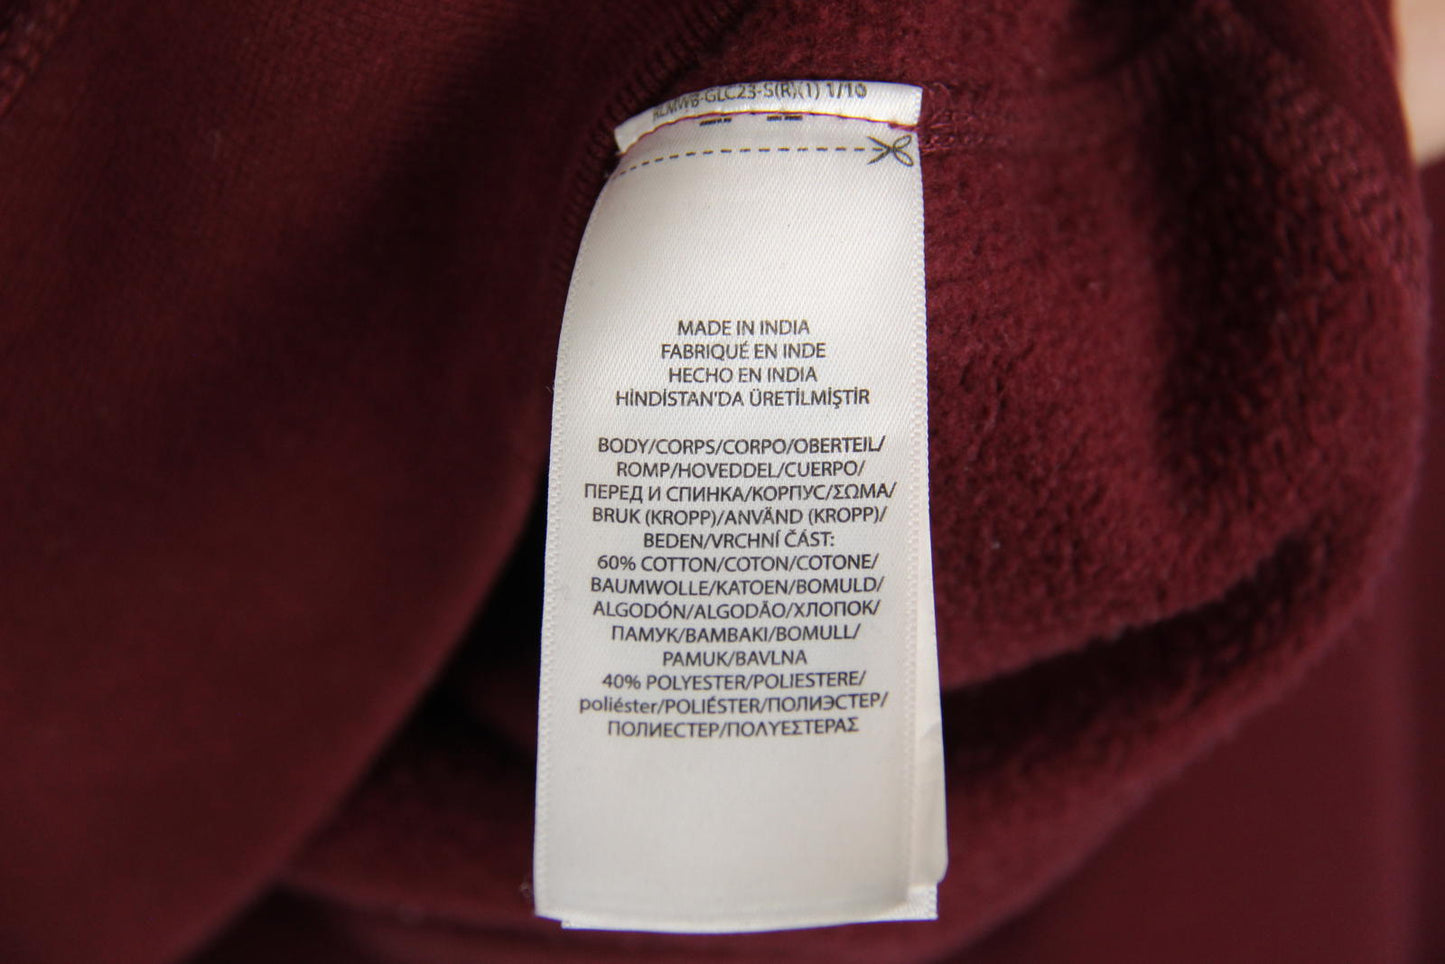 MADE IN INDIA
FABRIQUÉ EN INDE
HECHO EN INDIA
HİNDİSTAN'DA ÜRETİLMİŞTİR
BODY/CORPS/CORPO/OBERTEIL/
ROMP/HOVEDDEL/CUERPO/
ПЕРЕД И СПИНКА/КОРПУС/ΣΩΜΑ/
BRUK (KROPP)/ANVÄND (KROPP)/
BEDEN/VRCHNÍ ČÁST:
60% COTTON/COTON/COTONE/
BAUMWOLLE/KATOEN/BOMULD/
ALGODÓN/ALGODÃO/ХЛОПОК/
ПАМУК/BAMBAKI/BOMULL/
PAMUK/BAVLNA
40% POLYESTER/POLIESTERE/
poliéster/POLIÉSTER/ПОЛИЭСТЕР/
ПОЛИЕСТЕР/ΠΟΛΥΕΣΤΕΡΑΣ